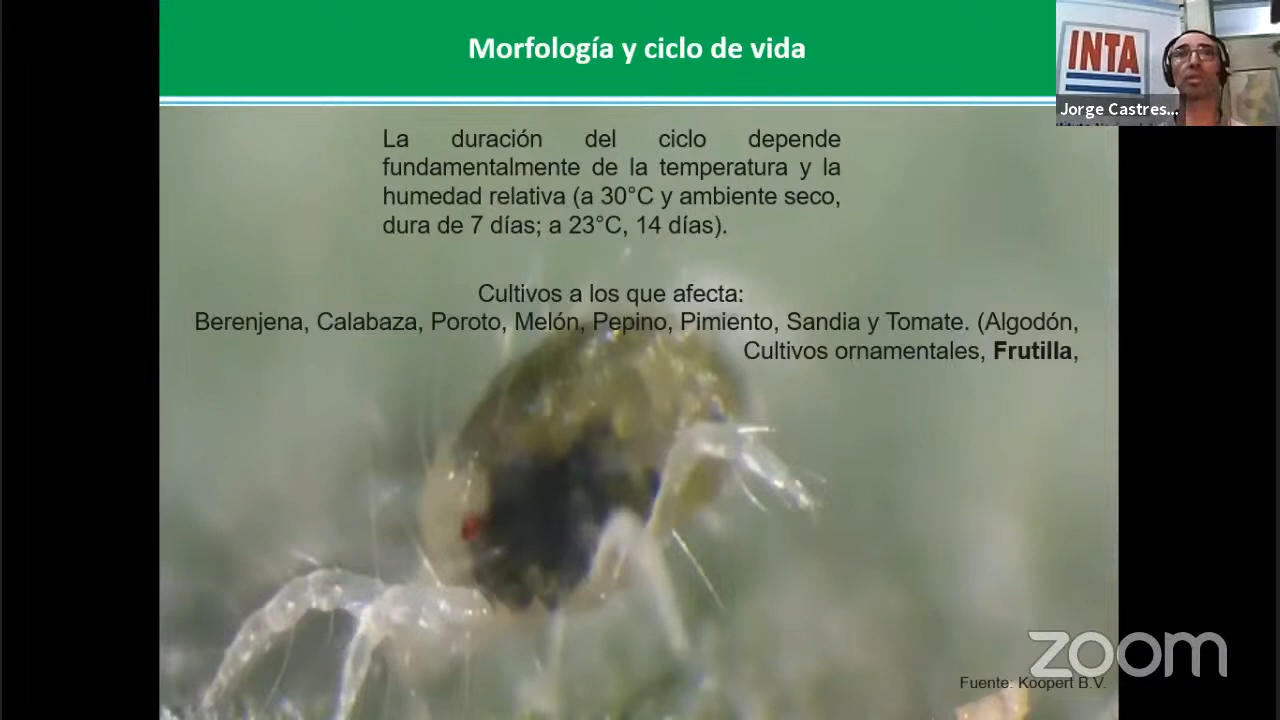 Morfología y ciclo de vida
INTA
Jorge Castres...
La duración del ciclo depende
fundamentalmente de la temperatura y la
humedad relativa (a 30°C y ambiente seco,
dura de 7 días; a 23°C, 14 días).
Cultivos a los que afecta:
Berenjena, Calabaza, Poroto, Melón, Pepino, Pimiento, Sandia y Tomate. (Algodón,
Cultivos ornamentales, Frutilla,
zoom
Fuente: Koopert B.V.